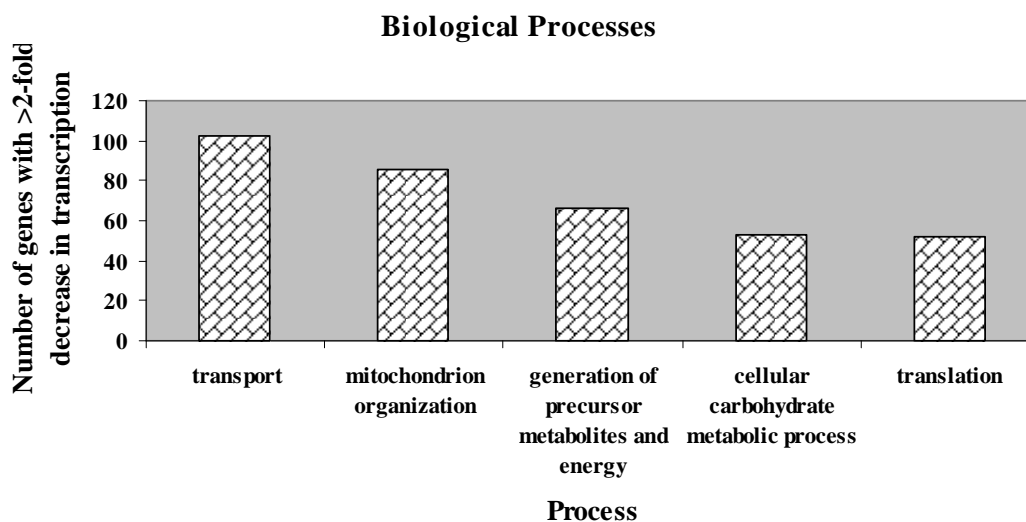 Biological Processes
Number of genes with >2-fold
decrease in transcription
120
100
80
60
40
20
0
transport
mitochondrion
organization
generation of
precursor
metabolites and
energy
cellular
carbohydrate
metabolic process
translation
Process